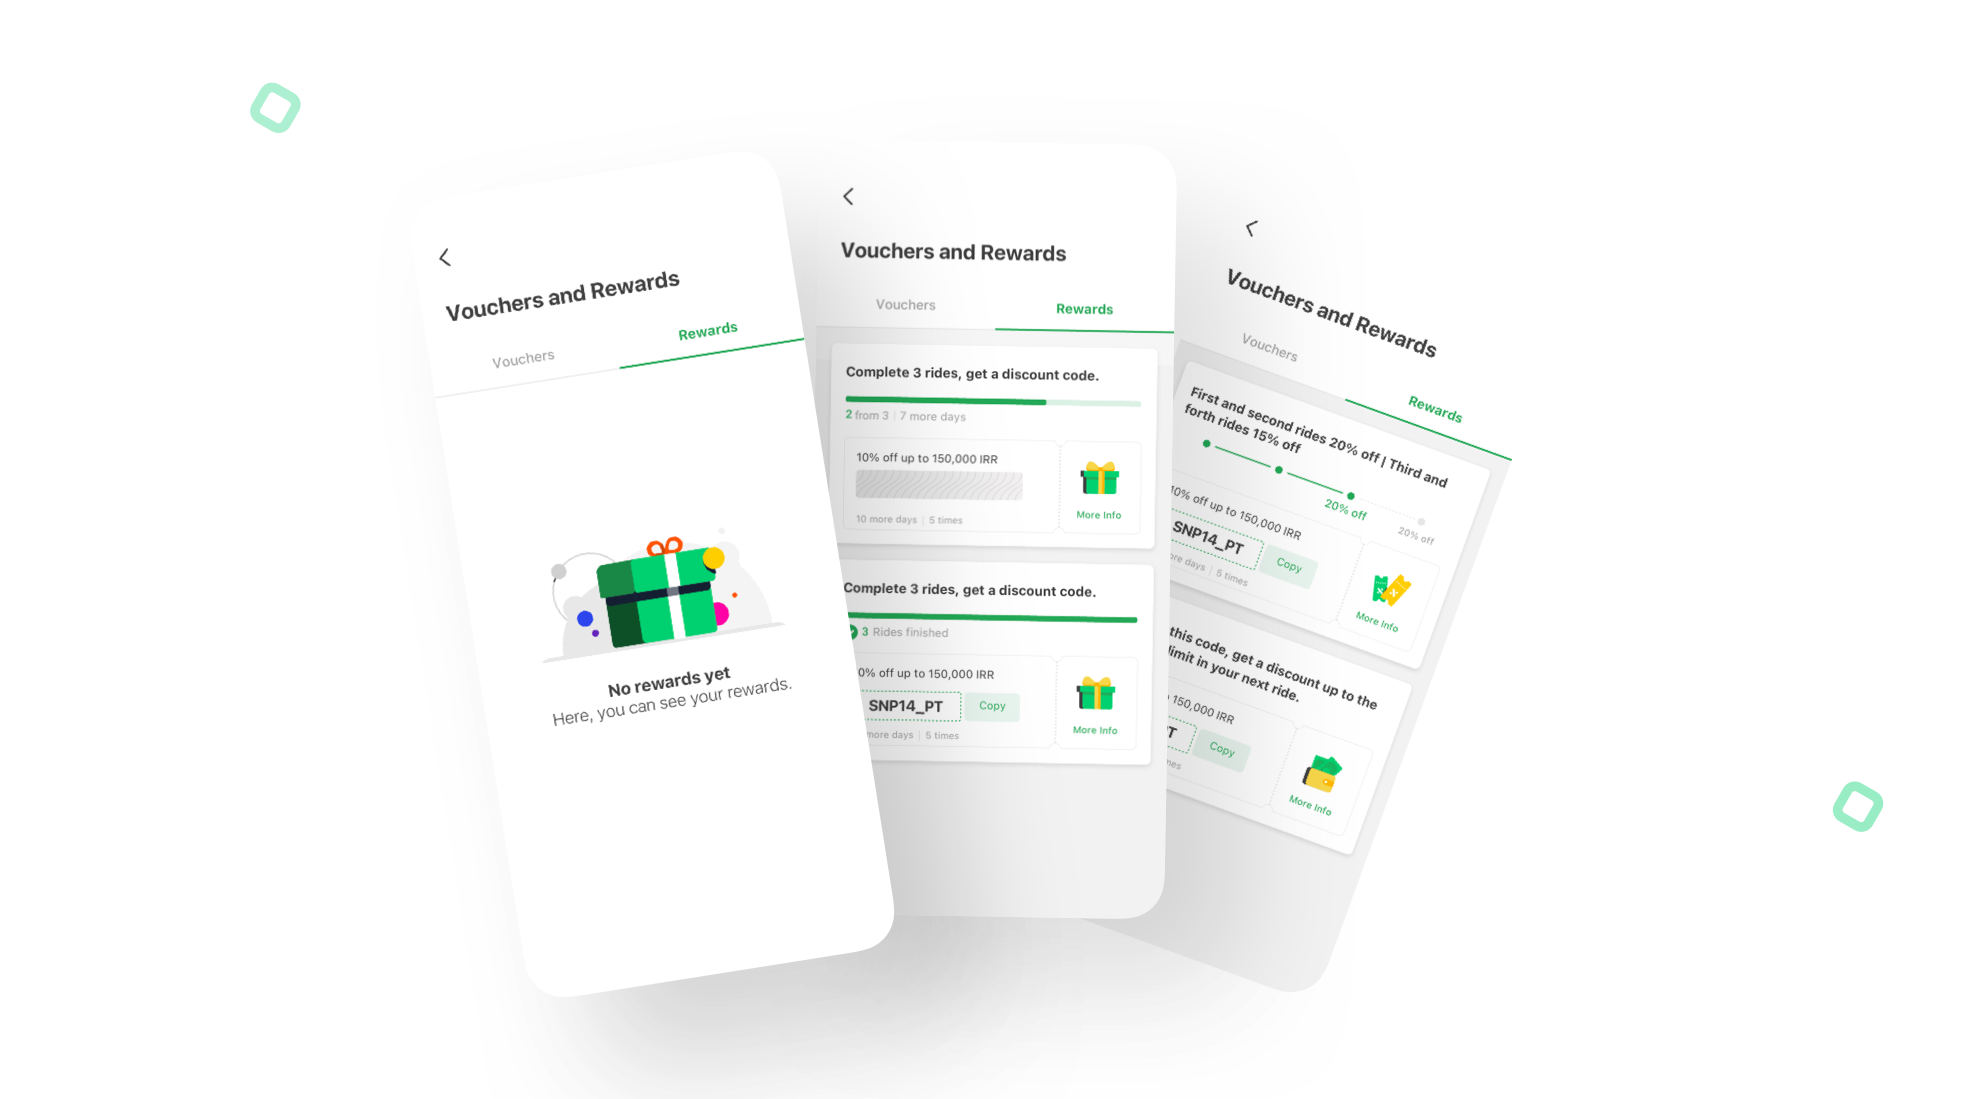 Vouchers and Rewards
Vouchers
Rewards
No rewards yet
Here, you can see your rewards.
Vouchers and Rewards
Vouchers
Rewards
Complete 3 rides, get a discount code.
2 from 3 | 7 more days
10% off up to 150,000 IRR
10 more days | 5 times
More Info
Complete 3 rides, get a discount code.
3 Rides finished
0% off up to 150,000 IRR
SNP14_PT
Copy
more days | 5 times
More Info
Vouchers and Rewards
Vouchers
Rewards
First and second rides 20% off | Third and
forth rides 15% off
20% off
20% off
10% off up to 150,000 IRR
SNP14_PT
Copy
days | 5 times
More Info
this code, get a discount up to the
limit in your next ride.
150,000 IRR
Copy
More Info